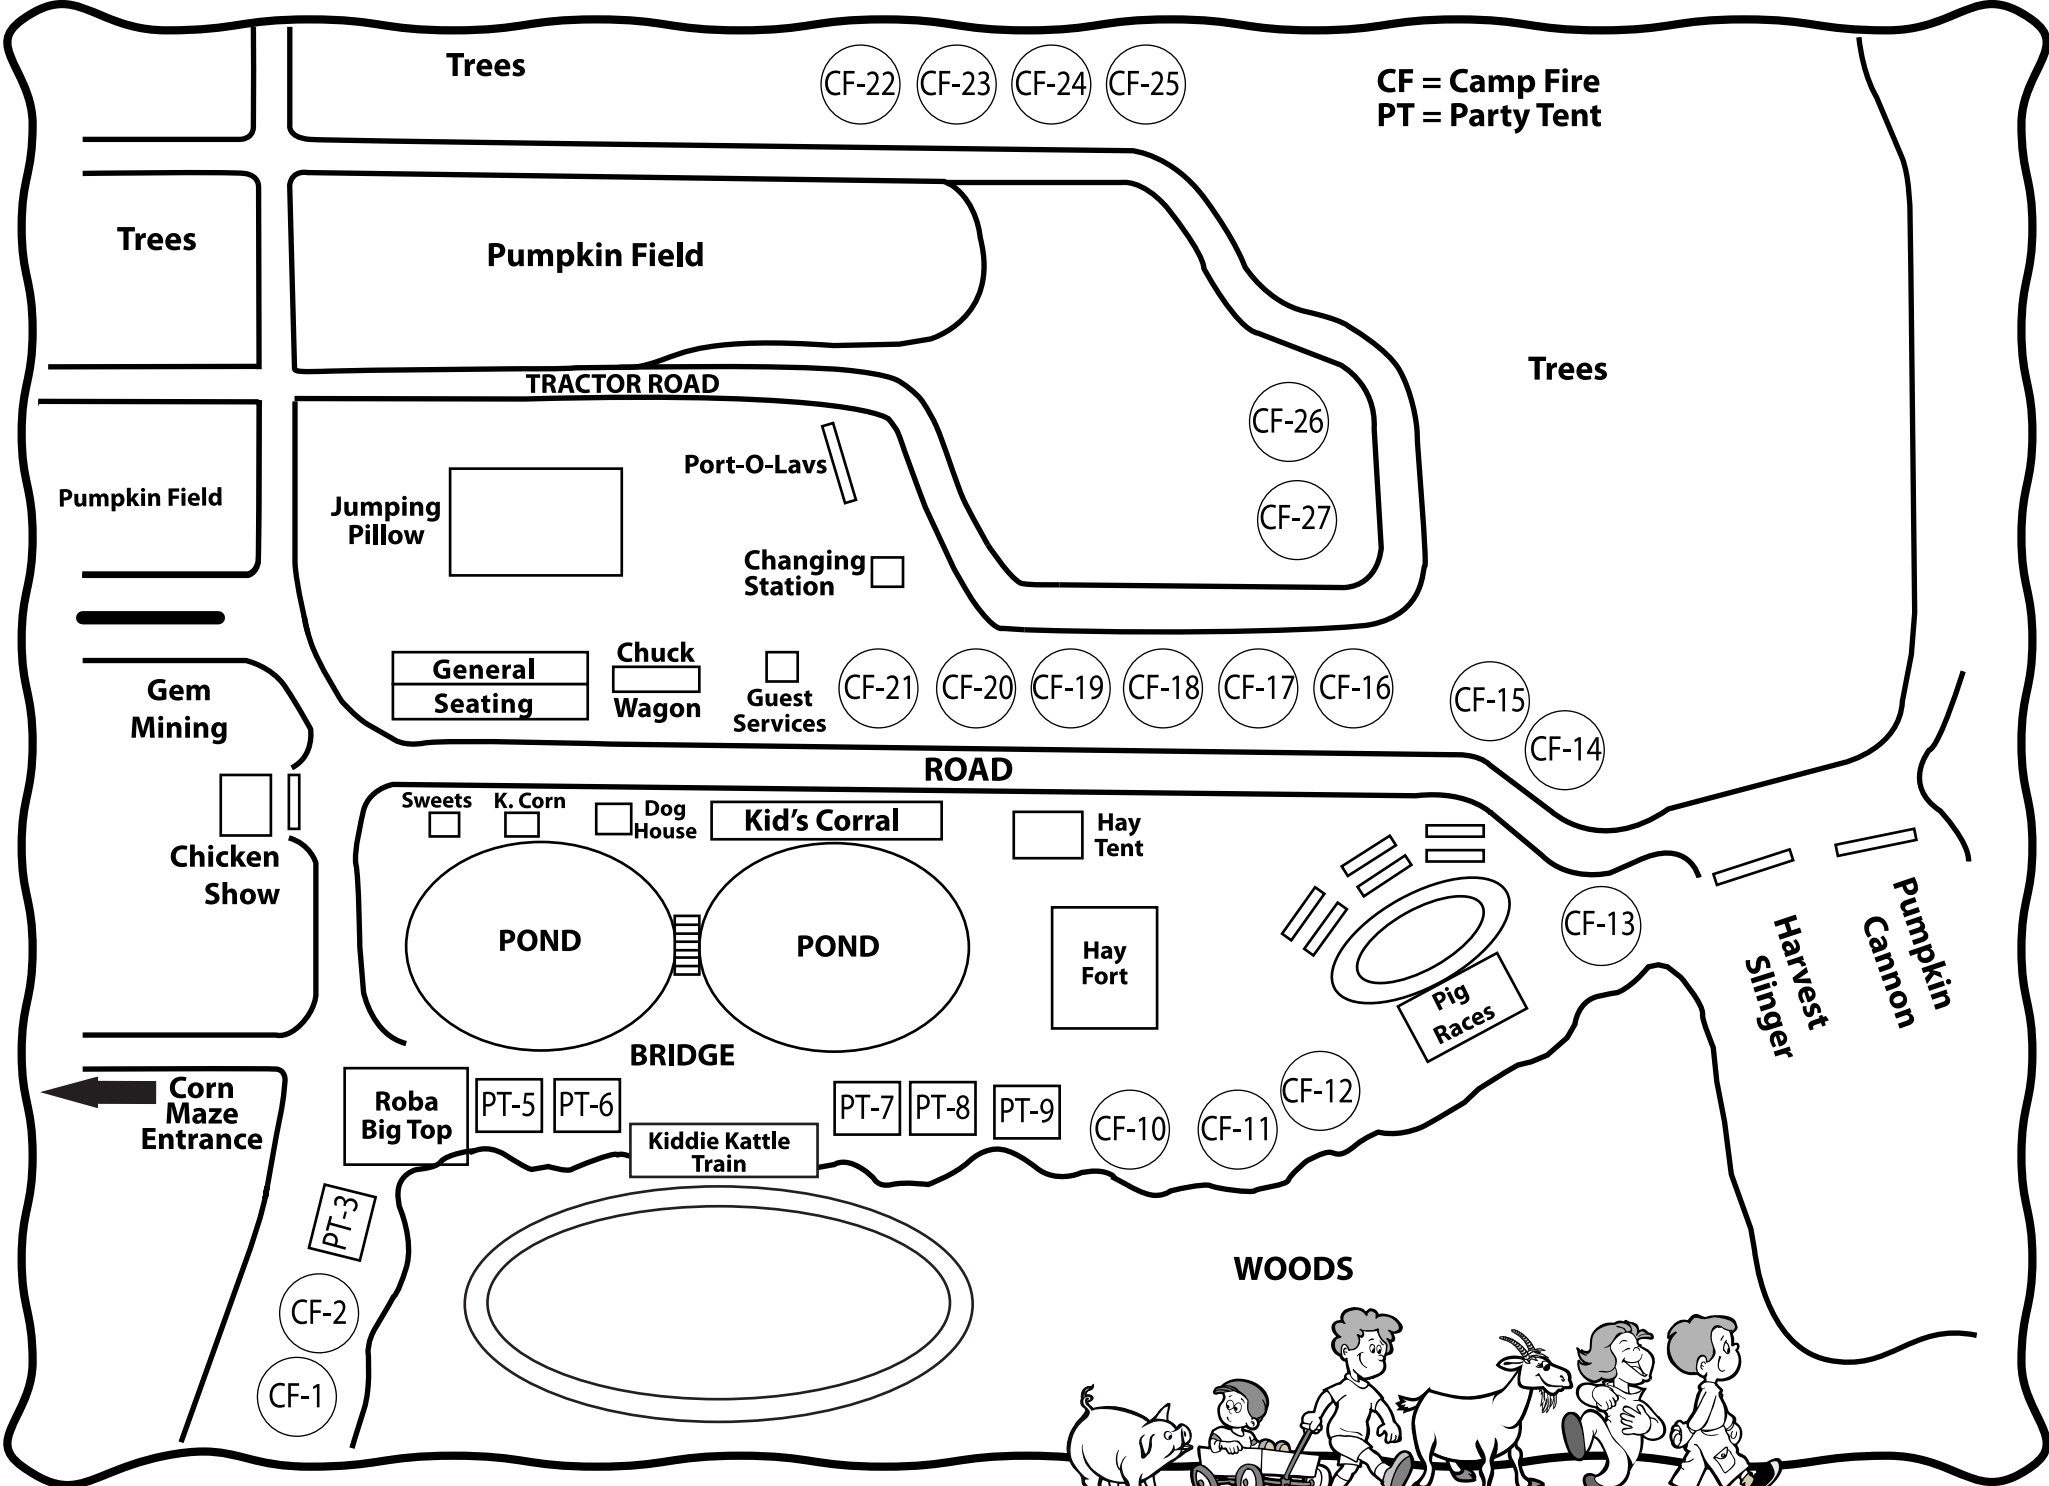 Trees
CF-22
CF-23
CF-24
CF-25
CF = Camp Fire
PT = Party Tent
Trees
Pumpkin Field
TRACTOR ROAD
Trees
CF-26
CF-27
Port-O-Lavs
Pumpkin Field
Jumping
Pillow
Changing
Station
General
Seating
Chuck
Wagon
Guest
Services
CF-21
CF-20
CF-19
CF-18
CF-17
CF-16
CF-15
CF-14
Gem
Mining
ROAD
Sweets
K. Corn
Dog
House
Kid's Corral
Hay
Tent
Chicken
Show
POND
POND
Hay
Fort
CF-13
Pig
Races
Harvest
Slinger
Pumpkin
Cannon
BRIDGE
Corn
Maze
Entrance
Roba
Big Top
PT-5
PT-6
Kiddie Kattle
Train
PT-7
PT-8
PT-9
CF-10
CF-11
CF-12
PT-3
CF-2
CF-1
WOODS